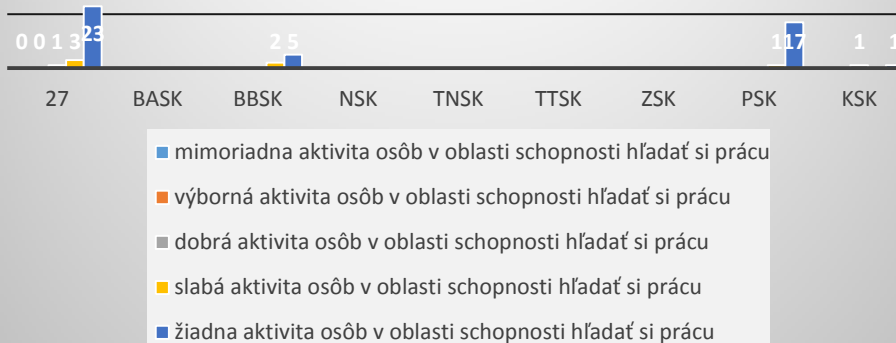 0 0 1 3 23 2 5 1 17 1 1
27 BASK BBSK NSK TNSK TTSK ZSK PSK KSK
mimoriadna aktivita osôb v oblasti schopnosti hľadať si prácu
výborná aktivita osôb v oblasti schopnosti hľadať si prácu
dobrá aktivita osôb v oblasti schopnosti hľadať si prácu
slabá aktivita osôb v oblasti schopnosti hľadať si prácu
žiadna aktivita osôb v oblasti schopnosti hľadať si prácu